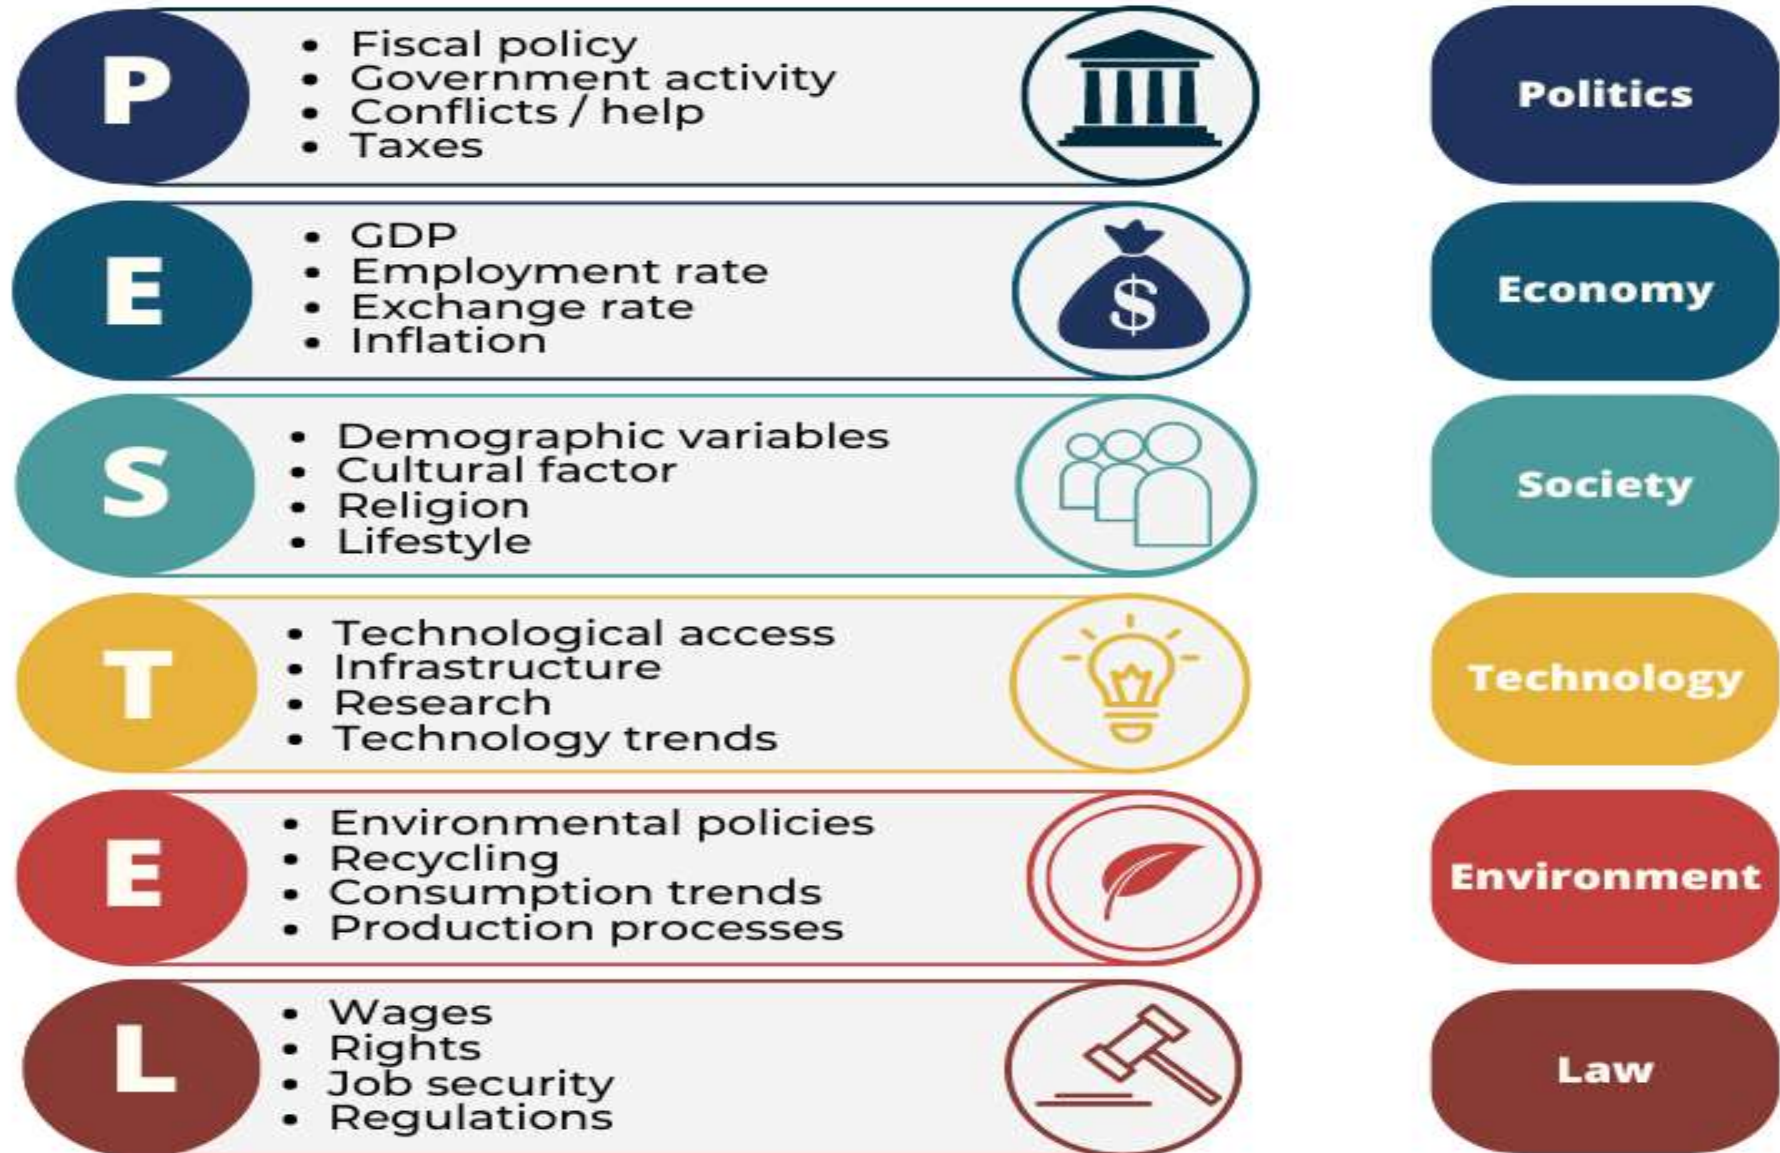 P
• Fiscal policy
• Government activity
• Conflicts / help
• Taxes
Politics
E
• GDP
• Employment rate
• Exchange rate
• Inflation
$
Economy
S
• Demographic variables
• Cultural factor
• Religion
• Lifestyle
Society
T
• Technological access
• Infrastructure
• Research
• Technology trends
Technology
E
• Environmental policies
• Recycling
• Consumption trends
• Production processes
Environment
L
• Wages
• Rights
• Job security
• Regulations
Law